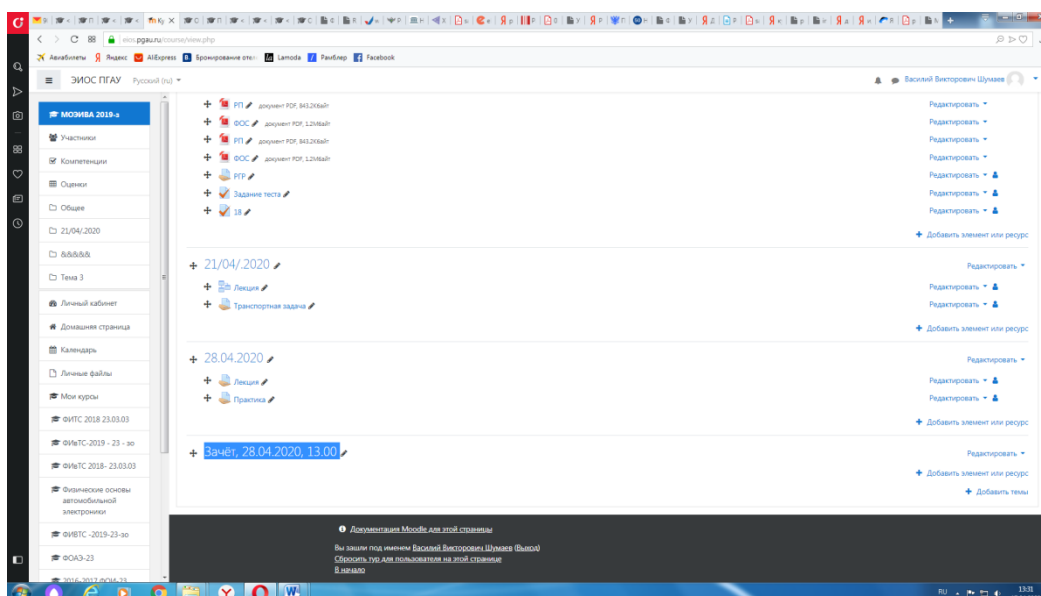 eios.pgau.ru/course/view.php
Авиабилеты Яндекс AliExpress Lamoda Рамблер Facebook
ЭИОС ПГАУ Русский (ru)
Василий Викторович Шумаев
МОЭИВА 2019-з
Участники
Компетенции
Оценки
Общее
21/04/.2020
&&&&&
Тема 3
Личный кабинет
Домашняя страница
Календарь
Личные файлы
Мои курсы
ФИТС 2018 23.03.03
ФИвТС-2019 - 23 - зо
ФИвТС 2018- 23.03.03
Физические основы
автомобильной
электроники
ФИВТС -2019-23-зо
ФОАЭ-23
РП документ PDF, 843.2Кбайт Редактировать
ФОС документ PDF, 1.2Мбайт Редактировать
РП документ PDF, 843.2Кбайт Редактировать
ФОС документ PDF, 1.2Мбайт Редактировать
РГР Редактировать
Задание теста Редактировать
18 Редактировать
Добавить элемент или ресурс
21/04/.2020 Редактировать
Лекция Редактировать
Транспортная задача Редактировать
Добавить элемент или ресурс
28.04.2020 Редактировать
Лекция Редактировать
Практика Редактировать
Добавить элемент или ресурс
Зачёт, 28.04.2020, 13.00 Редактировать
Добавить элемент или ресурс
Добавить темы
Документация Moodle для этой страницы
Вы зашли под именем Василий Викторович Шумаев (Выход)
Сбросить тур для пользователя на этой странице
В начало
RU 13:31